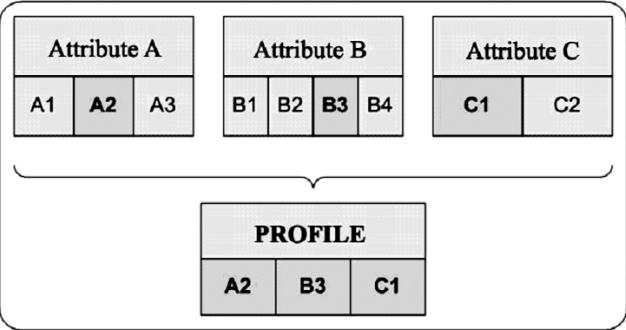 Attribute A Attribute B Attribute C
A1 A2 A3 B1 B2 B3 B4 C1 C2
PROFILE
A2 B3 C1